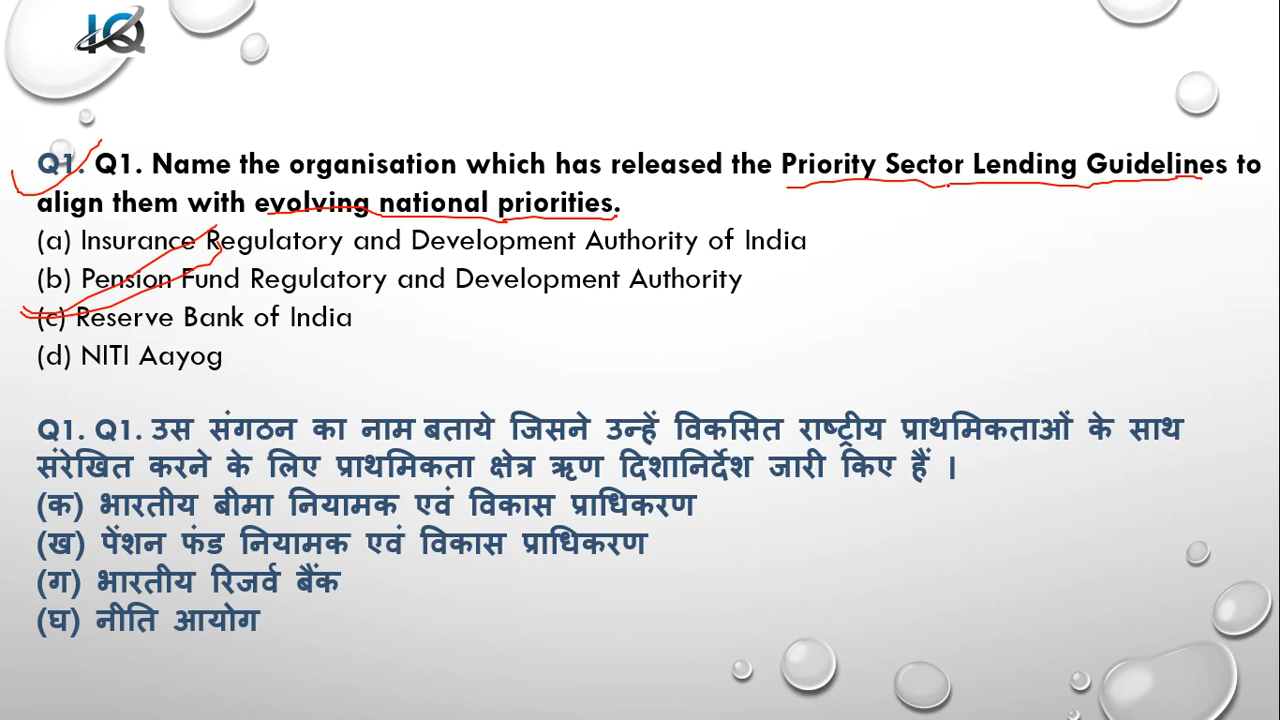 IQ
Q1. Q1. Name the organisation which has released the Priority Sector Lending Guidelines to
align them with evolving national priorities.
(a) Insurance Regulatory and Development Authority of India
(b) Pension Fund Regulatory and Development Authority
(c) Reserve Bank of India
(d) NITI Aayog
Q1. Q1. उस संगठन का नाम बताये जिसने उन्हें विकसित राष्ट्रीय प्राथमिकताओं के साथ
संरेखित करने के लिए प्राथमिकता क्षेत्र ऋण दिशानिर्देश जारी किए हैं ।
(क) भारतीय बीमा नियामक एवं विकास प्राधिकरण
(ख) पेंशन फंड नियामक एवं विकास प्राधिकरण
(ग) भारतीय रिजर्व बैंक
(घ) नीति आयोग